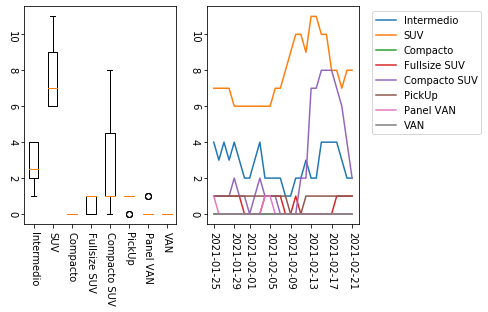 10
8
6
4
2
0
Intermedio
SUV
Compacto
Fullsize SUV
Compacto SUV
PickUp
Panel VAN
VAN
10
8
6
4
2
0
2021-01-25
2021-01-29
2021-02-01
2021-02-05
2021-02-09
2021-02-13
2021-02-17
2021-02-21
Intermedio
SUV
Compacto
Fullsize SUV
Compacto SUV
PickUp
Panel VAN
VAN